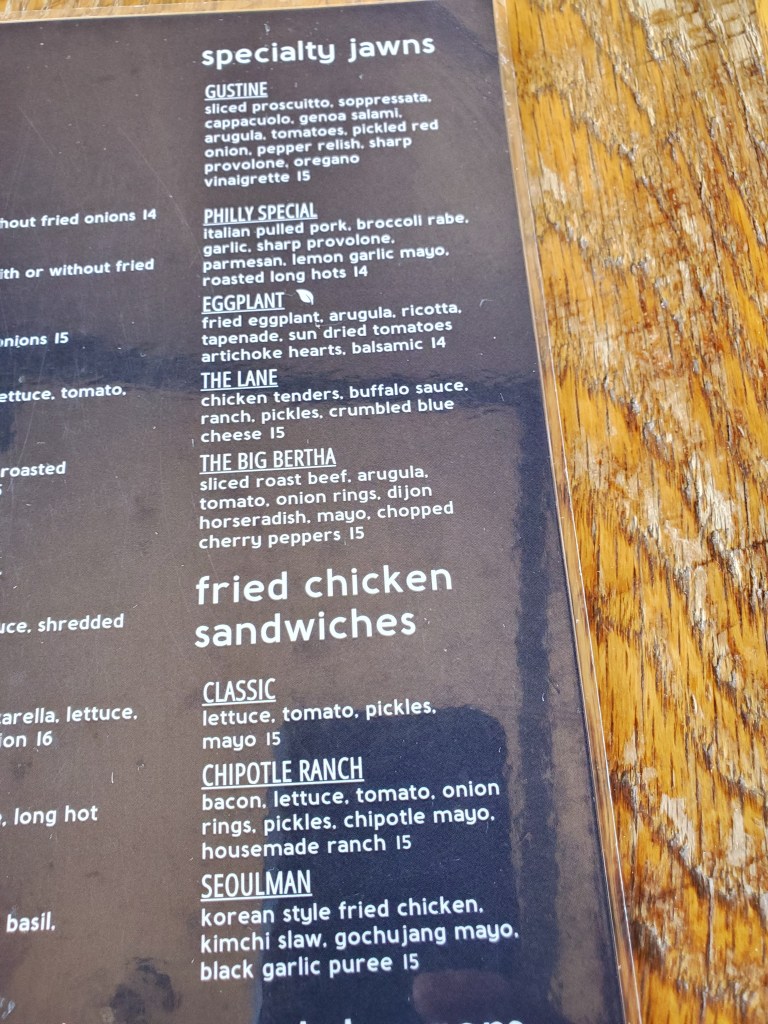 hout fried onions 14
ith or without fried
onions 15
ettuce, tomato,
roasted
uce, shredded
arella, lettuce,
ion 16
, long hot
basil,
specialty jawns
GUSTINE
sliced proscuitto, soppressata,
cappacuolo, genoa salami,
arugula, tomatoes, pickled red
onion, pepper relish, sharp
provolone, oregano
vinaigrette 15
PHILLY SPECIAL
italian pulled pork, broccoli rabe,
garlic, sharp provolone,
parmesan, lemon garlic mayo,
roasted long hots 14
EGGPLANT
fried eggplant, arugula, ricotta,
tapenade, sun dried tomatoes
artichoke hearts, balsamic 14
THE LANE
chicken tenders, buffalo sauce,
ranch, pickles, crumbled blue
cheese 15
THE BIG BERTHA
sliced roast beef, arugula,
tomato, onion rings, dijon
horseradish, mayo, chopped
cherry peppers 15
fried chicken
sandwiches
CLASSIC
lettuce, tomato, pickles,
mayo 15
CHIPOTLE RANCH
bacon, lettuce, tomato, onion
rings, pickles, chipotle mayo,
housemade ranch 15
SEOULMAN
korean style fried chicken,
kimchi slaw, gochujang mayo,
black garlic puree 15